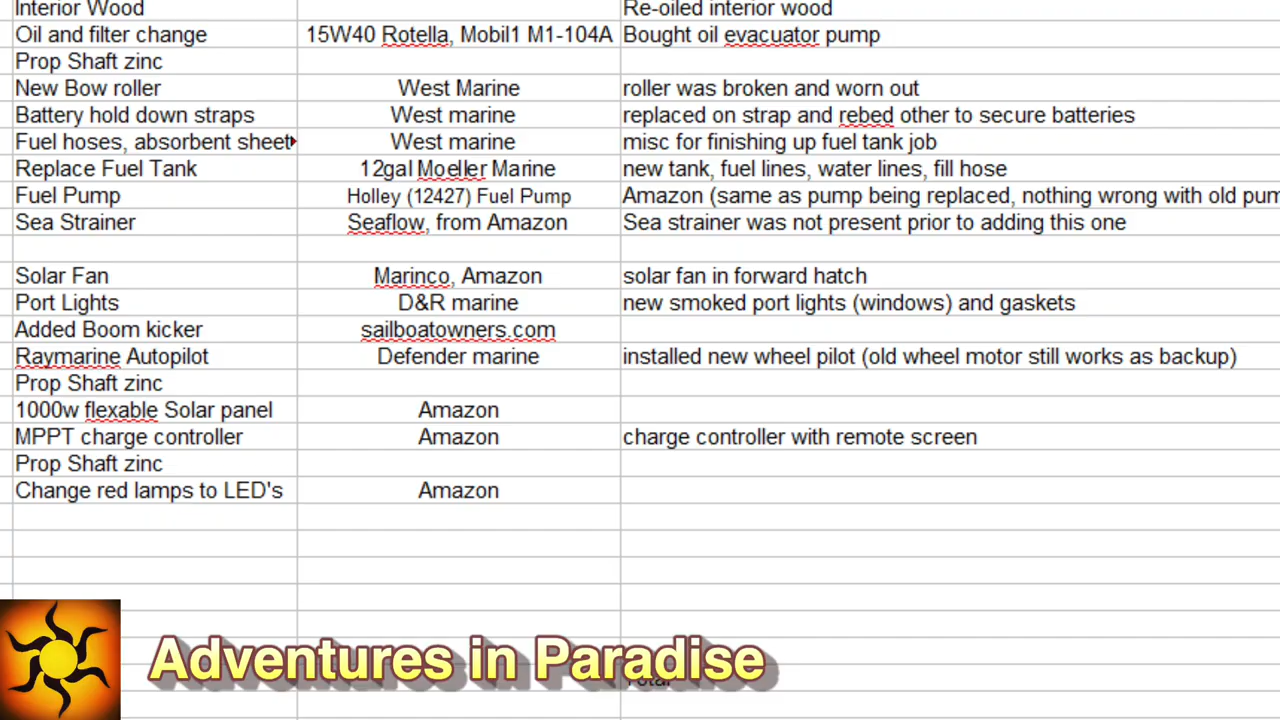 Interior Wood Re-oiled interior wood
Oil and filter change 15W40 Rotella, Mobil1 M1-104A Bought oil evacuator pump
Prop Shaft zinc
New Bow roller West Marine roller was broken and worn out
Battery hold down straps West marine replaced on strap and rebed other to secure batteries
Fuel hoses, absorbent sheet West marine misc for finishing up fuel tank job
Replace Fuel Tank 12gal Moeller Marine new tank, fuel lines, water lines, fill hose
Fuel Pump Holley (12427) Fuel Pump Amazon (same as pump being replaced, nothing wrong with old pum
Sea Strainer Seaflow, from Amazon Sea strainer was not present prior to adding this one
Solar Fan Marinco, Amazon solar fan in forward hatch
Port Lights D&R marine new smoked port lights (windows) and gaskets
Added Boom kicker sailboatowners.com
Raymarine Autopilot Defender marine installed new wheel pilot (old wheel motor still works as backup)
Prop Shaft zinc
1000w flexable Solar panel Amazon
MPPT charge controller Amazon charge controller with remote screen
Prop Shaft zinc
Change red lamps to LED's Amazon
Adventures in Paradise
Total